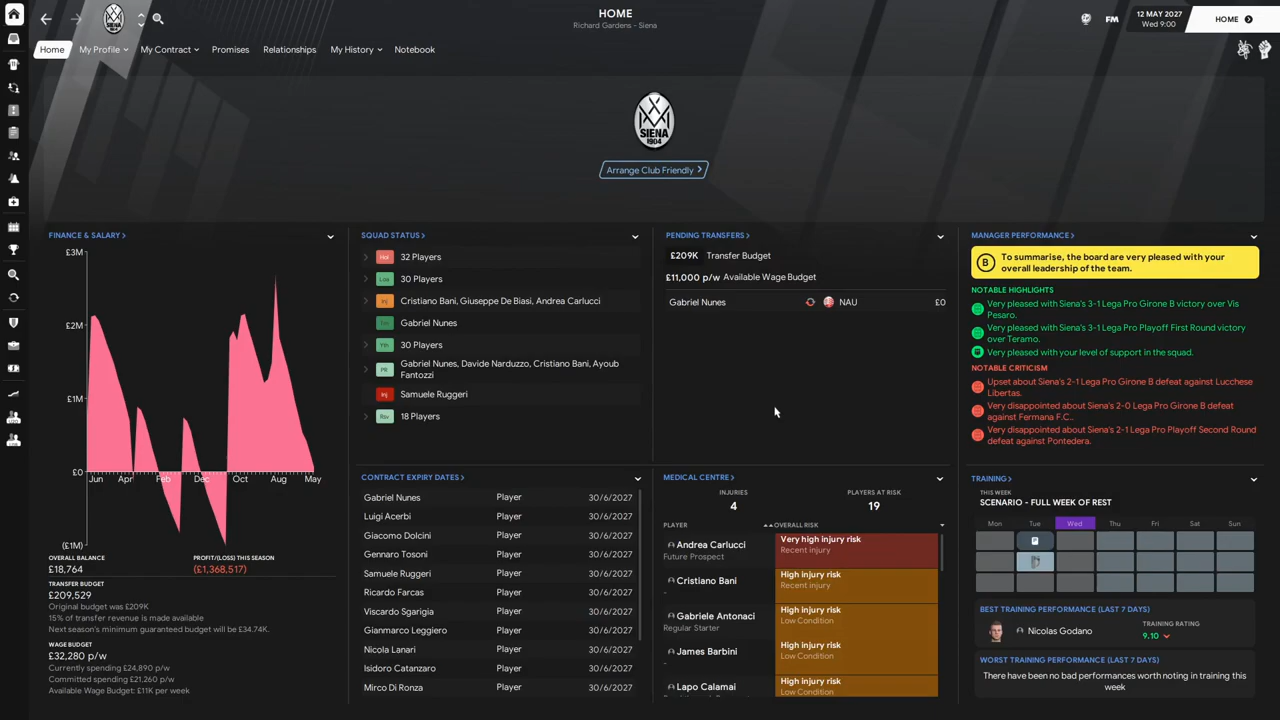 HOME
Richard Gardens - Siena
FM
12 MAY 2027
Wed 9:00
HOME
Home
My Profile
My Contract
Promises
Relationships
My History
Notebook
SIENA
1904
Arrange Club Friendly
FINANCE & SALARY
£3M
£2M
£1M
£0
Jun Apr Feb Dec Oct Aug May
(£1M)
OVERALL BALANCE
£18,764
PROFIT/(LOSS) THIS SEASON
(£1,368,517)
TRANSFER BUDGET
£209,529
Original budget was £209K
15% of transfer revenue is made available
Next season's minimum guaranteed budget will be £34.74K.
WAGE BUDGET
£32,280 p/w
Currently spending £24,890 p/w
Committed spending £21,260 p/w
Available Wage Budget: £11K per week
SQUAD STATUS
Hol 32 Players
Loa 30 Players
Inj Cristiano Bani, Giuseppe De Biasi, Andrea Carlucci
Gabriel Nunes
Yth 30 Players
PR Gabriel Nunes, Davide Narduzzo, Cristiano Bani, Ayoub
Fantozzi
Inj Samuele Ruggeri
Rsv 18 Players
PENDING TRANSFERS
£209K Transfer Budget
£11,000 p/w Available Wage Budget
Gabriel Nunes NAU £0
MANAGER PERFORMANCE
B To summarise, the board are very pleased with your
overall leadership of the team.
NOTABLE HIGHLIGHTS
Very pleased with Siena's 3-1 Lega Pro Girone B victory over Vis
Pesaro.
Very pleased with Siena's 3-1 Lega Pro Playoff First Round victory
over Teramo.
Very pleased with your level of support in the squad.
NOTABLE CRITICISM
Upset about Siena's 2-1 Lega Pro Girone B defeat against Lucchese
Libertas.
Very disappointed about Siena's 2-0 Lega Pro Girone B defeat
against Fermana F.C..
Very disappointed about Siena's 2-1 Lega Pro Playoff Second Round
defeat against Pontedera.
CONTRACT EXPIRY DATES
Gabriel Nunes Player 30/6/2027
Luigi Acerbi Player 30/6/2027
Giacomo Dolcini Player 30/6/2027
Gennaro Tosoni Player 30/6/2027
Samuele Ruggeri Player 30/6/2027
Ricardo Farcas Player 30/6/2027
Viscardo Sgarigia Player 30/6/2027
Gianmarco Leggiero Player 30/6/2027
Nicola Lanari Player 30/6/2027
Isidoro Catanzaro Player 30/6/2027
Mirco Di Ronza Player 30/6/2027
MEDICAL CENTRE
INJURIES
4
PLAYERS AT RISK
19
PLAYER OVERALL RISK
Andrea Carlucci Very high injury risk
Future Prospect Recent injury
Cristiano Bani High injury risk
- Recent injury
Gabriele Antonaci High injury risk
Regular Starter Low Condition
James Barbini High injury risk
- Low Condition
Lapo Calamai High injury risk
Low Condition
TRAINING
THIS WEEK
SCENARIO - FULL WEEK OF REST
Mon Tue Wed Thu Fri Sat Sun
BEST TRAINING PERFORMANCE (LAST 7 DAYS)
Nicolas Godano
TRAINING RATING
9.10
WORST TRAINING PERFORMANCE (LAST 7 DAYS)
There have been no bad performances worth noting in training this
week